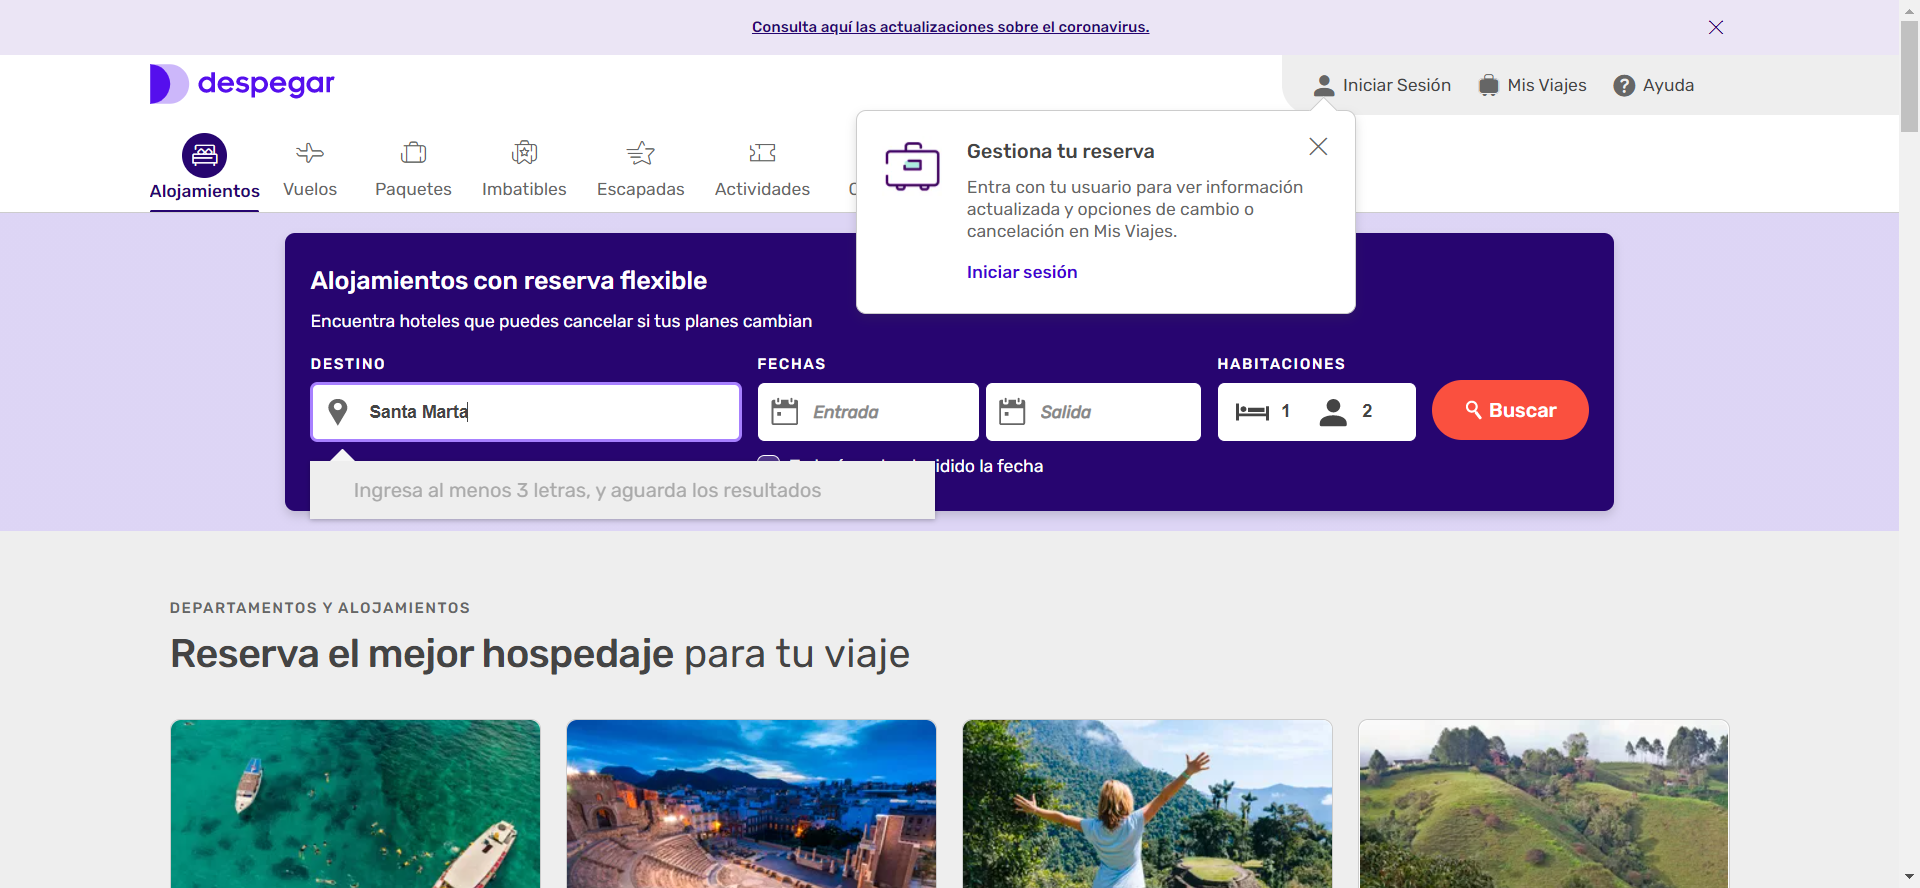 Consulta aquí las actualizaciones sobre el coronavirus.
despegar
Iniciar Sesión
Mis Viajes
Ayuda
Alojamientos
Vuelos
Paquetes
Imbatibles
Escapadas
Actividades
Gestiona tu reserva
Entra con tu usuario para ver información
actualizada y opciones de cambio o
cancelación en Mis Viajes.
Iniciar sesión
Alojamientos con reserva flexible
Encuentra hoteles que puedes cancelar si tus planes cambian
DESTINO
FECHAS
HABITACIONES
Santa Marta
Entrada
Salida
1
2
Buscar
la fecha
Ingresa al menos 3 letras, y aguarda los resultados
DEPARTAMENTOS Y ALOJAMIENTOS
Reserva el mejor hospedaje para tu viaje